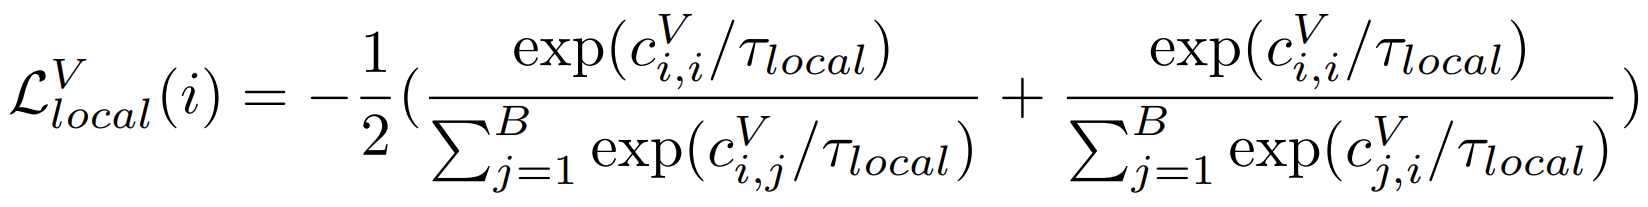 \mathcal{L}_{local}^{V}(i) = -\frac{1}{2}(\frac{\exp(c_{i,i}^{V}/\tau_{local})}{\sum_{j=1}^{B}\exp(c_{i,j}^{V}/\tau_{local})} + \frac{\exp(c_{i,i}^{V}/\tau_{local})}{\sum_{j=1}^{B}\exp(c_{j,i}^{V}/\tau_{local})})